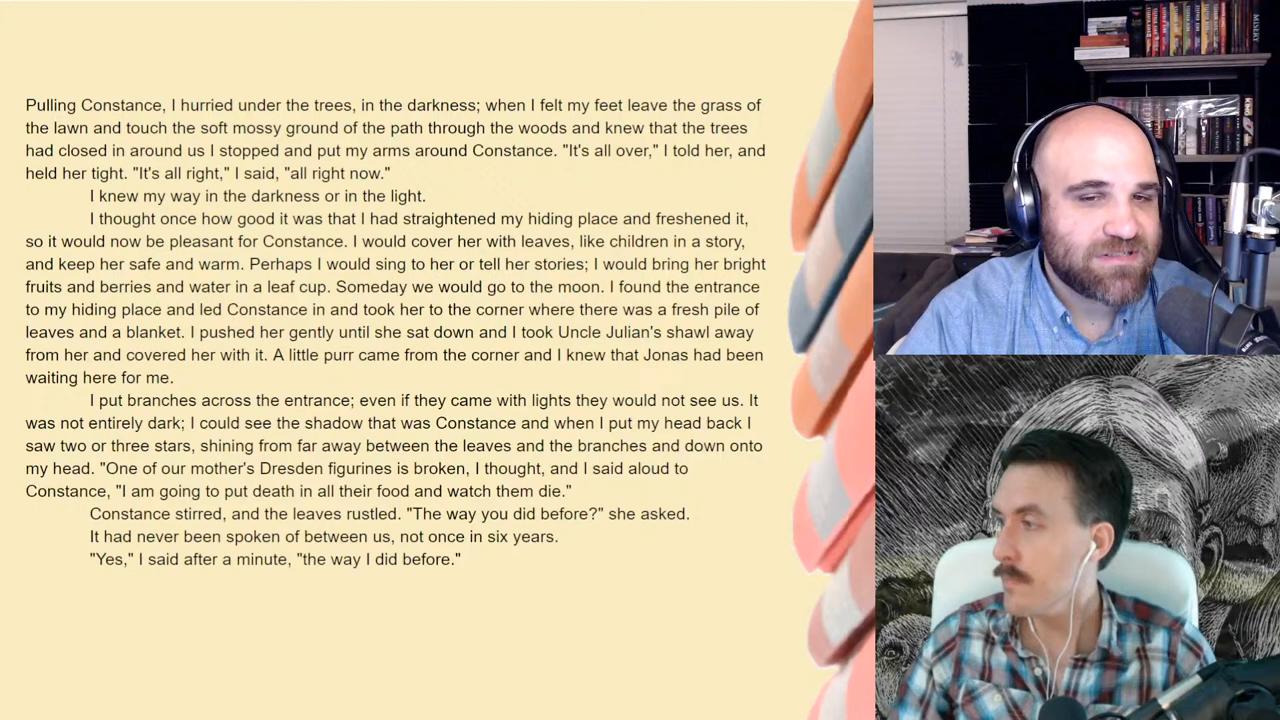 Pulling Constance, I hurried under the trees, in the darkness; when I felt my feet leave the grass of
the lawn and touch the soft mossy ground of the path through the woods and knew that the trees
had closed in around us I stopped and put my arms around Constance. "It's all over," I told her, and
held her tight. "It's all right," I said, "all right now."
I knew my way in the darkness or in the light.
I thought once how good it was that I had straightened my hiding place and freshened it,
so it would now be pleasant for Constance. I would cover her with leaves, like children in a story,
and keep her safe and warm. Perhaps I would sing to her or tell her stories; I would bring her bright
fruits and berries and water in a leaf cup. Someday we would go to the moon. I found the entrance
to my hiding place and led Constance in and took her to the corner where there was a fresh pile of
leaves and a blanket. I pushed her gently until she sat down and I took Uncle Julian's shawl away
from her and covered her with it. A little purr came from the corner and I knew that Jonas had been
waiting here for me.
I put branches across the entrance; even if they came with lights they would not see us. It
was not entirely dark; I could see the shadow that was Constance and when I put my head back I
saw two or three stars, shining from far away between the leaves and the branches and down onto
my head. "One of our mother's Dresden figurines is broken, I thought, and I said aloud to
Constance, "I am going to put death in all their food and watch them die."
Constance stirred, and the leaves rustled. "The way you did before?" she asked.
It had never been spoken of between us, not once in six years.
"Yes," I said after a minute, "the way I did before."
MISERY
KING